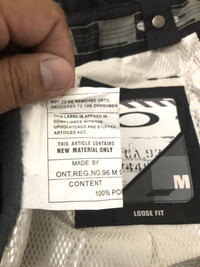 NOT TO BE REMOVED UNTIL
DELIVERED TO THE CONSUMER
THIS LABEL IS AFFIXED IN
COMPLIANCE WITH THE
UPHOLSTERED AND STUFFED
ARTICLES ACT.
THIS ARTICLE CONTAINS
NEW MATERIAL ONLY
MADE BY
ONT.REG.NO.96 M 9
CONTENT
100% PO
M
LOOSE FIT